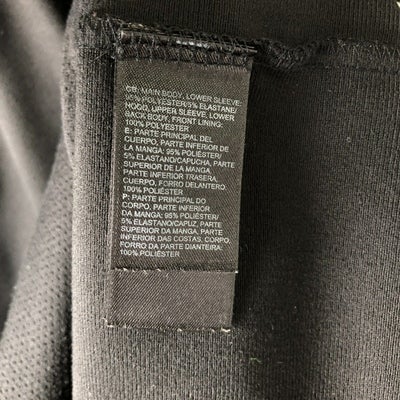 GB: MAIN BODY, LOWER SLEEVE:
95% POLYESTER/5% ELASTANE/
HOOD, UPPER SLEEVE, LOWER
BACK BODY, FRONT LINING:
100% POLYESTER
E: PARTE PRINCIPAL DEL
CUERPO, PARTE INFERIOR DE
LA MANGA: 95% POLIÉSTER/
5% ELASTANO/CAPUCHA, PARTE
SUPERIOR DE LA MANGA, PARTE
INFERIOR TRASERA,
CUERPO, FORRO DELANTERO:
100% POLIÉSTER
P: PARTE PRINCIPAL DO
CORPO, PARTE INFERIOR
DA MANGA: 95% POLIÉSTER/
5% ELASTANO/CAPUZ, PARTE
SUPERIOR DA MANGA, PARTE
INFERIOR DAS COSTAS, CORPO,
FORRO DA PARTE DIANTEIRA:
100% POLIÉSTER